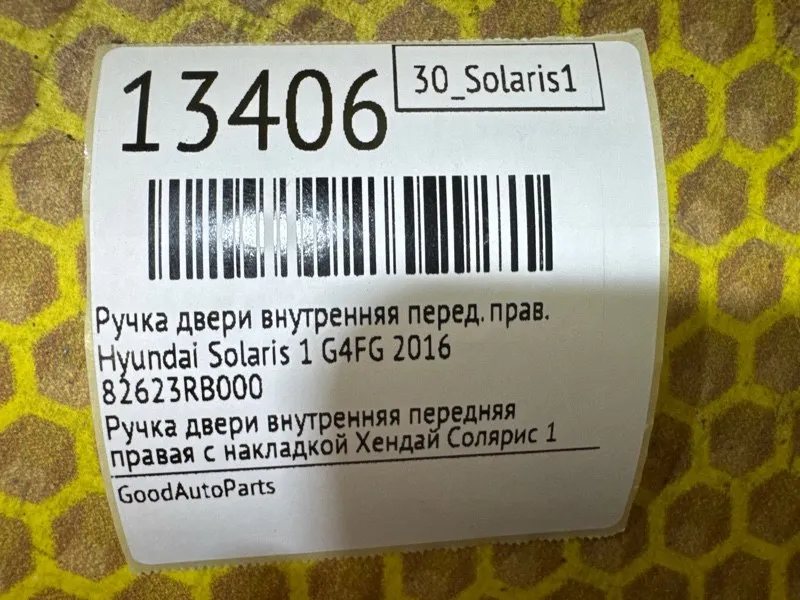 13406
30_Solaris1
Ручка двери внутренняя перед. прав.
Hyundai Solaris 1 G4FG 2016
82623RB000
Ручка двери внутренняя передняя
правая с накладкой Хендай Солярис 1
GoodAutoParts